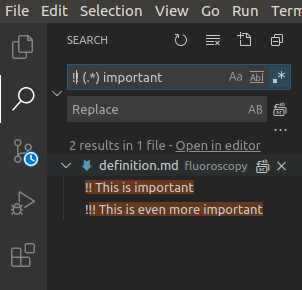 File Edit Selection View Go Run Term
SEARCH
!! (.*) important
Aa Abl .*
Replace
AB
...
2 results in 1 file - Open in editor
definition.md fluoroscopy
!! This is important
!!! This is even more important